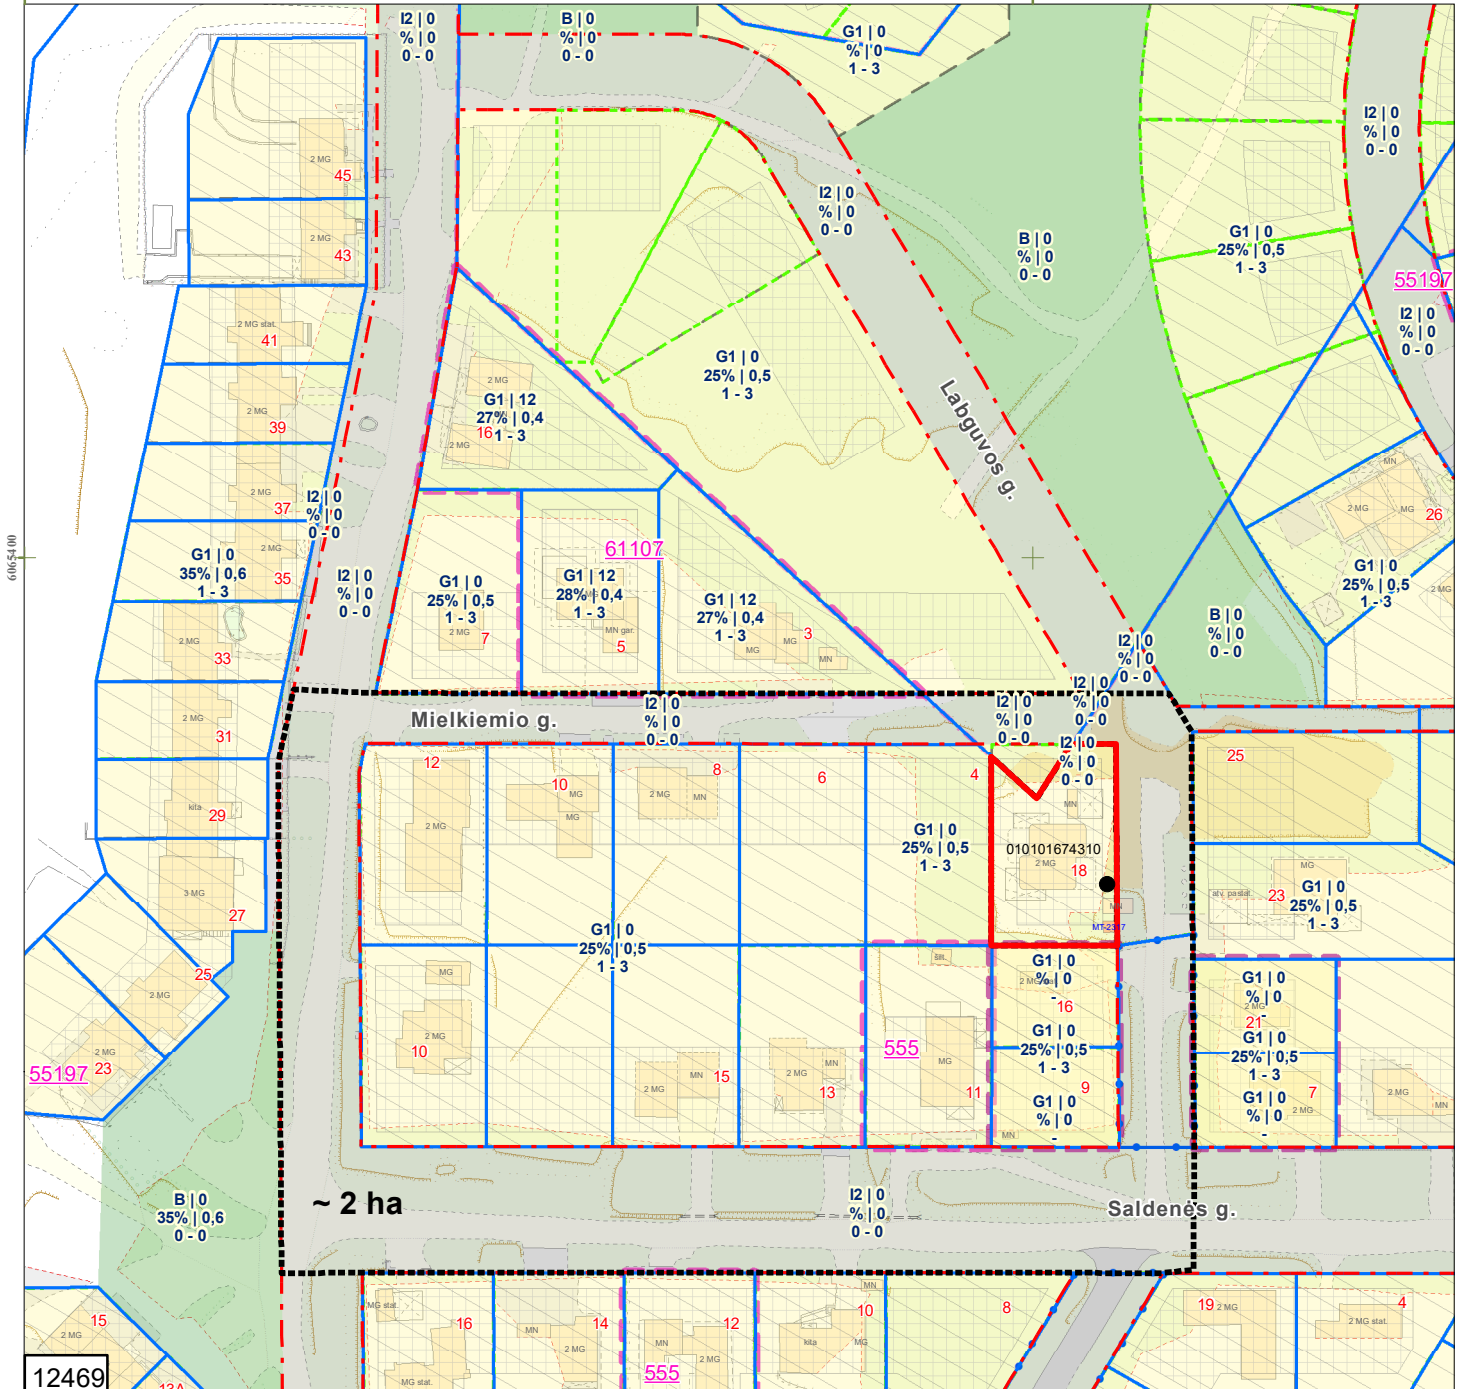 I2 | 0
% | 0
0 - 0
B | 0
% | 0
0 - 0
G1 | 0
% | 0
1 - 3
I2 | 0
% | 0
0 - 0
2 MG
45
2 MG
43
I2 | 0
% | 0
0 - 0
B | 0
% | 0
0 - 0
G1 | 0
25% | 0,5
1 - 3
55197
I2 | 0
% | 0
0 - 0
2 MG stat.
41
2 MG
39
G1 | 0
25% | 0,5
1 - 3
2 MG
G1 | 12
27% | 0,4
1 - 3
16
2 MG
Labguvos g.
MN
2 MG
MG
26
2 MG
37
I2 | 0
% | 0
0 - 0
6065400
G1 | 0
35% | 0,6
1 - 3
2 MG
35
I2 | 0
% | 0
0 - 0
G1 | 0
25% | 0,5
1 - 3
2 MG
7
61107
G1 | 12
28% | 0,4
1 - 3
MG
MN gar.
5
G1 | 12
27% | 0,4
1 - 3
MG
MG
3
MN
G1 | 0
25% | 0,5
1 - 3
2 MG
B | 0
% | 0
0 - 0
I2 | 0
% | 0
0 - 0
2 MG
33
2 MG
31
Mielkiemio g.
I2 | 0
% | 0
0 - 0
I2 | 0
% | 0
0 - 0
I2 | 0
% | 0
0 - 0
I2 | 0
% | 0
0 - 0
kita
29
12
2 MG
10
MG
MG
8
2 MG
MN
6
4
G1 | 0
25% | 0,5
1 - 3
MN
010101674310
2 MG
18
MN
MT-2317
25
MG
atv. pastat.
23
G1 | 0
25% | 0,5
1 - 3
3 MG
27
25
2 MG
2 MG
23
55197
G1 | 0
25% | 0,5
1 - 3
MG
2 MG
10
2 MG
MN
15
MN
2 MG
13
šilt.
555
MG
11
G1 | 0
% | 0
-
2 MG
16
G1 | 0
25% | 0,5
1 - 3
9
G1 | 0
% | 0
-
MN
G1 | 0
% | 0
-
2 MG
21
G1 | 0
25% | 0,5
1 - 3
7
G1 | 0
% | 0
-
2 MG
2 MG
MN
B | 0
35% | 0,6
0 - 0
~ 2 ha
I2 | 0
% | 0
0 - 0
Saldenės g.
15
2 MG
MG stat.
16
MG stat.
MN
14
2 MG
MN
12
2 MG
555
MN
10
kita
MG
8
19
2 MG
4
2 MG stat.
12469
13A